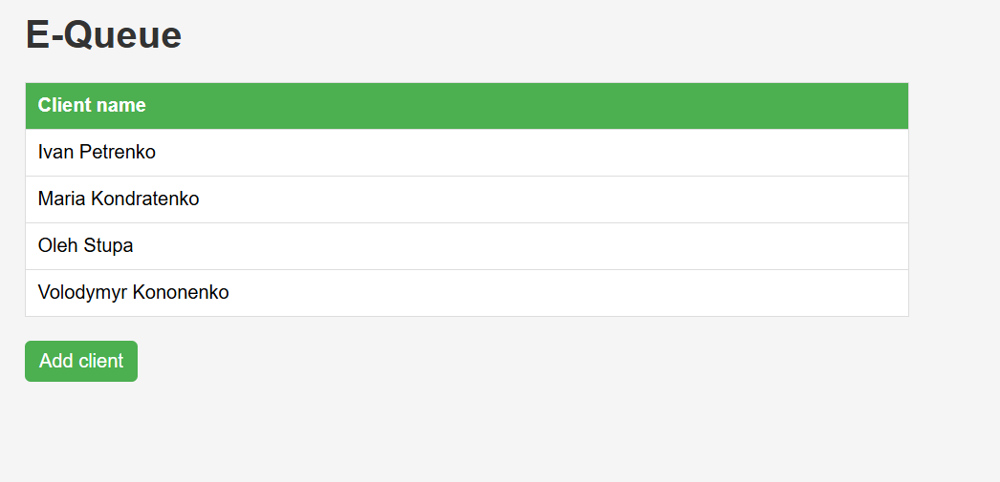 E-Queue
Client name
Ivan Petrenko
Maria Kondratenko
Oleh Stupa
Volodymyr Kononenko
Add client